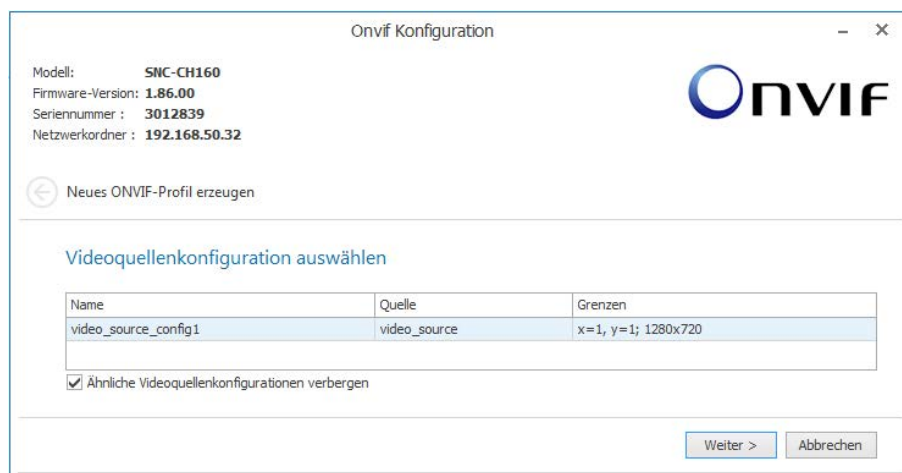 Onvif Konfiguration
Modell: SNC-CH160
Firmware-Version: 1.86.00
Seriennummer : 3012839
Netzwerkordner : 192.168.50.32
ONVIF
Neues ONVIF-Profil erzeugen
Videoquellenkonfiguration auswählen
Name Quelle Grenzen
video_source_config1 video_source x=1, y=1; 1280x720
Ähnliche Videoquellenkonfigurationen verbergen
Weiter > Abbrechen